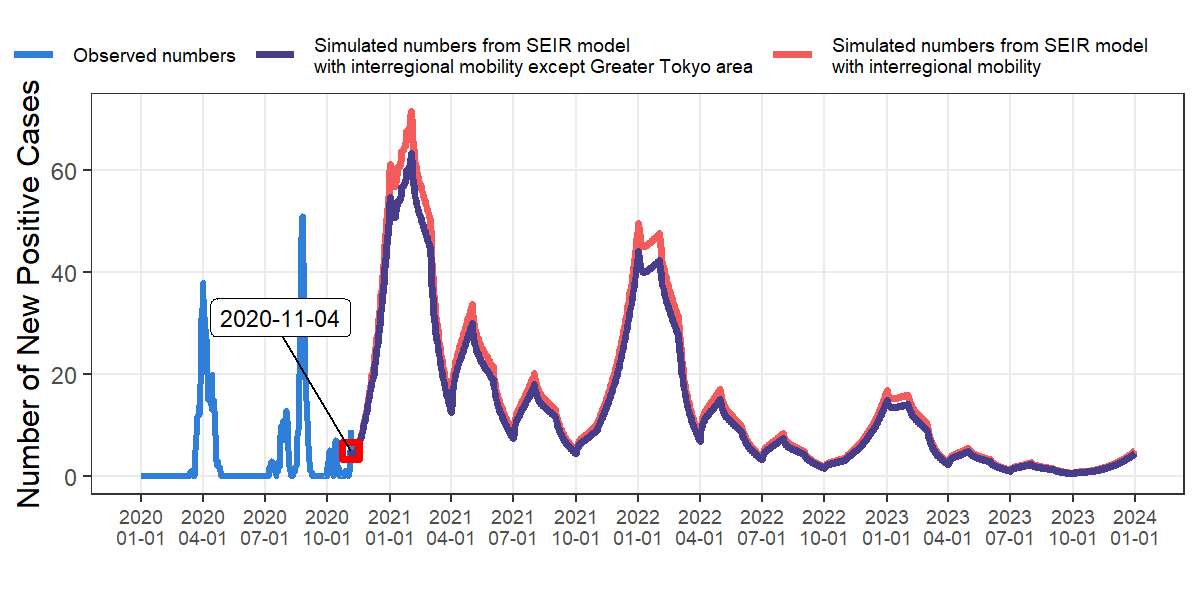 Observed numbers
Simulated numbers from SEIR model
with interregional mobility except Greater Tokyo area
Simulated numbers from SEIR model
with interregional mobility
Number of New Positive Cases
60
40
20
0
2020-11-04
2020 2020 2020 2020 2021 2021 2021 2021 2022 2022 2022 2022 2023 2023 2023 2023 2024
01-01 04-01 07-01 10-01 01-01 04-01 07-01 10-01 01-01 04-01 07-01 10-01 01-01 04-01 07-01 10-01 01-01